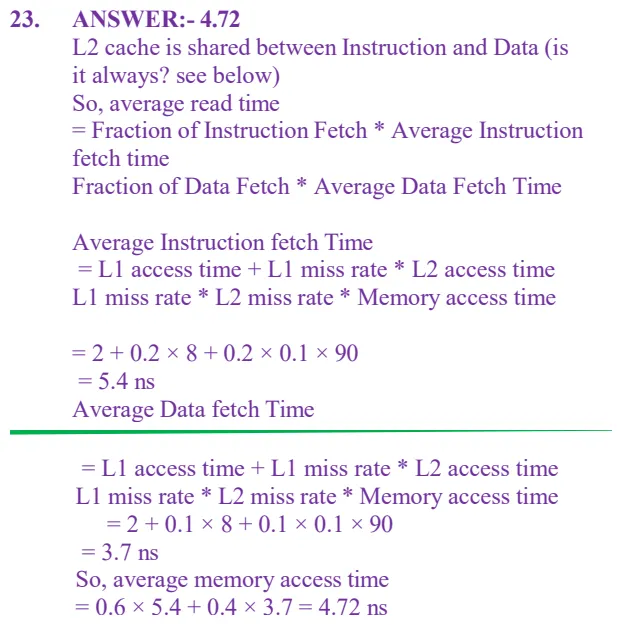 23. ANSWER:- 4.72
L2 cache is shared between Instruction and Data (is
it always? see below)
So, average read time
= Fraction of Instruction Fetch * Average Instruction
fetch time
Fraction of Data Fetch * Average Data Fetch Time
Average Instruction fetch Time
= L1 access time + L1 miss rate * L2 access time
L1 miss rate * L2 miss rate * Memory access time
= 2 + 0.2 × 8 + 0.2 × 0.1 × 90
= 5.4 ns
Average Data fetch Time
= L1 access time + L1 miss rate * L2 access time
L1 miss rate * L2 miss rate * Memory access time
= 2 + 0.1 × 8 + 0.1 × 0.1 × 90
= 3.7 ns
So, average memory access time
= 0.6 × 5.4 + 0.4 × 3.7 = 4.72 ns